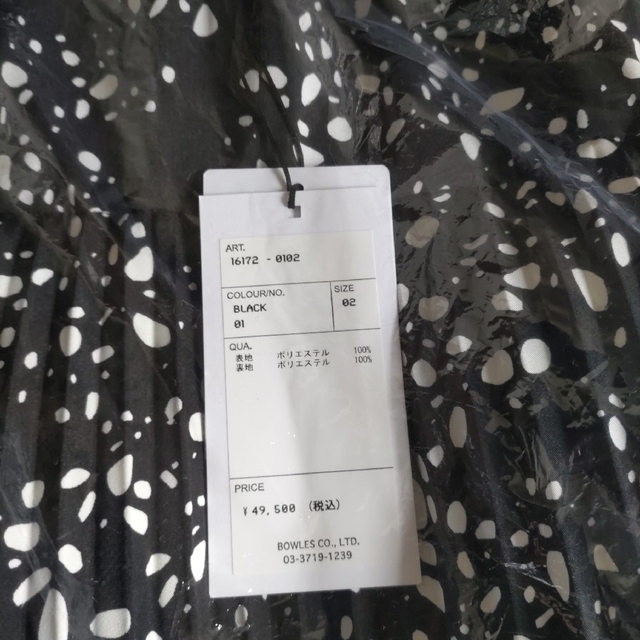 ART.
16172 - 0102
COLOUR/NO.
BLACK
01
SIZE
02
QUA.
表地 ポリエステル 100%
裏地 ポリエステル 100%
PRICE
¥ 49,500 (税込)
BOWLES CO., LTD.
03-3719-1239